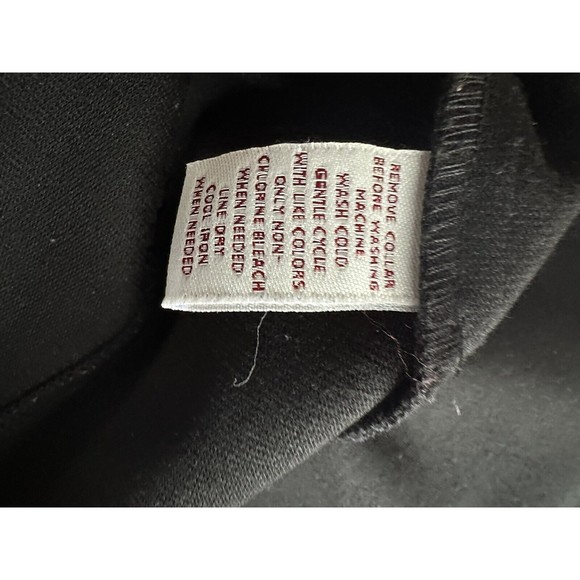 REMOVE COLLAR
BEFORE WASHING
MACHINE
WASH COLD
GENTLE CYCLE
WITH LIKE COLORS
ONLY NON-
CHLORINE BLEACH
WHEN NEEDED
LINE DRY
COOL IRON
WHEN NEEDED